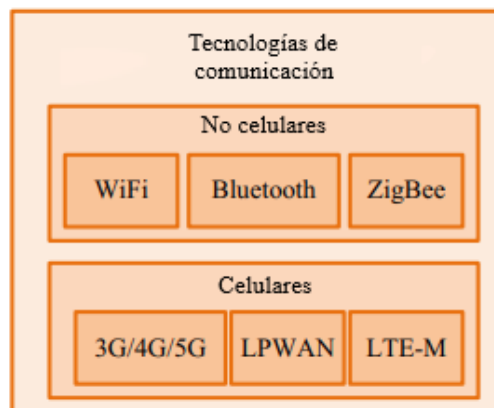 Tecnologías de
comunicación
No celulares
WiFi Bluetooth ZigBee
Celulares
3G/4G/5G LPWAN LTE-M